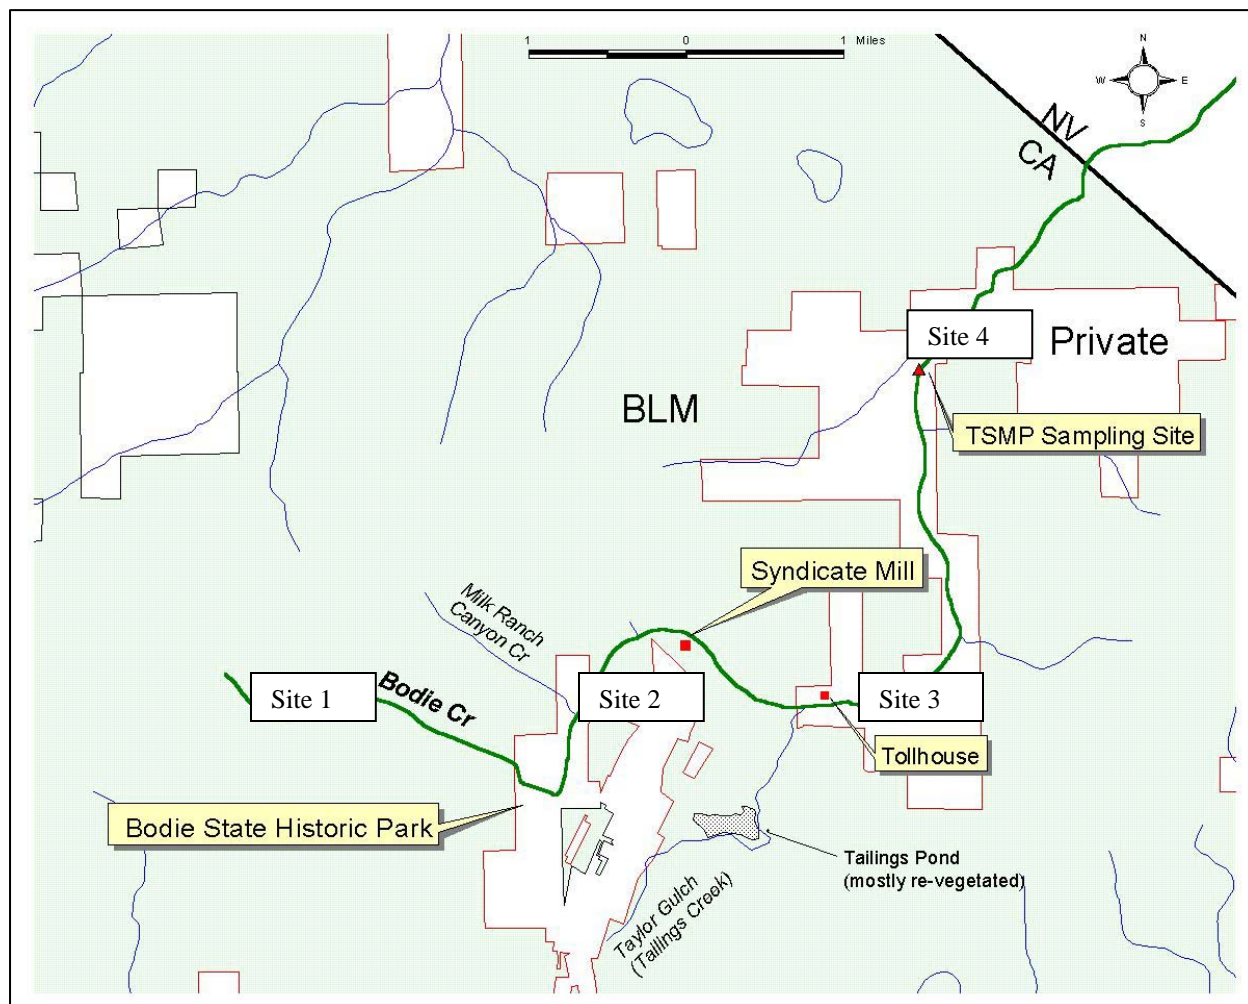 1 0 1 Miles
N
W E
S
NV
CA
Site 4
Private
BLM
TSMP Sampling Site
Syndicate Mill
Milk Ranch
Canyon Cr
Site 1
Bodie Cr
Site 2
Site 3
Tollhouse
Bodie State Historic Park
Tailings Pond
(mostly re-vegetated)
Taylor Gulch
(Tailings Creek)